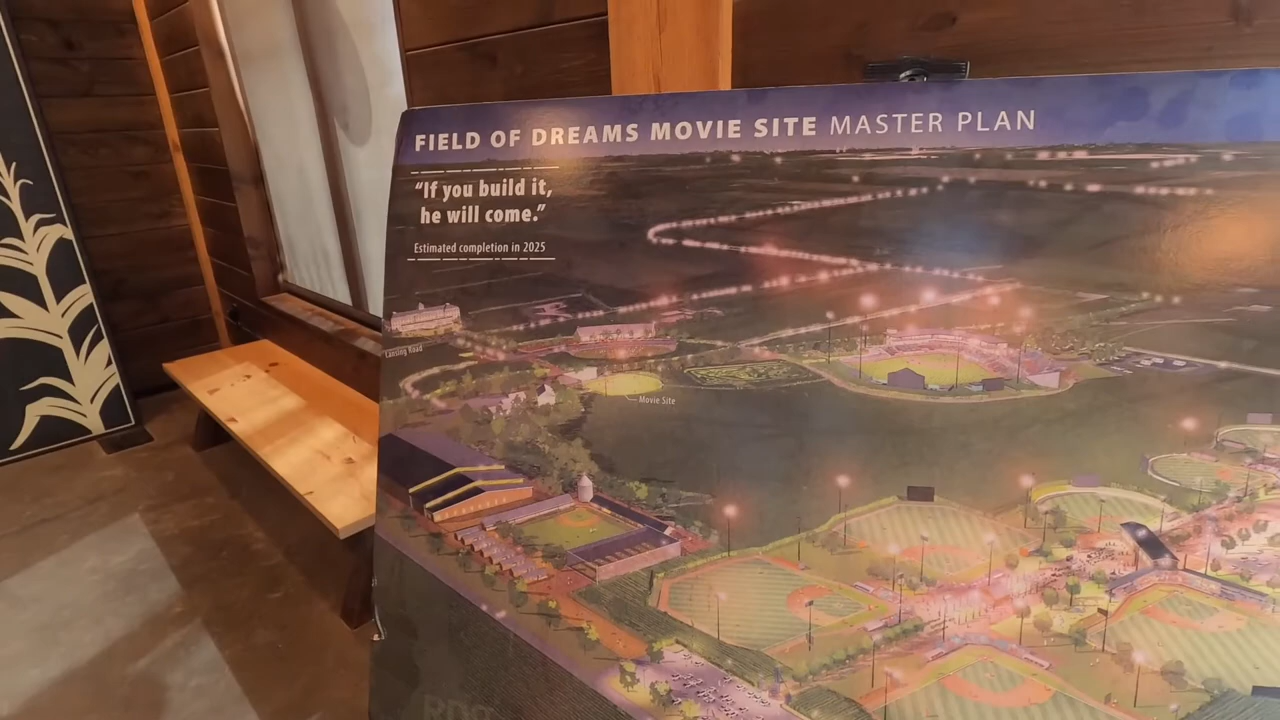 FIELD OF DREAMS MOVIE SITE MASTER PLAN
“If you build it,
he will come.”
Estimated completion in 2025
Lansing Road
Movie Site